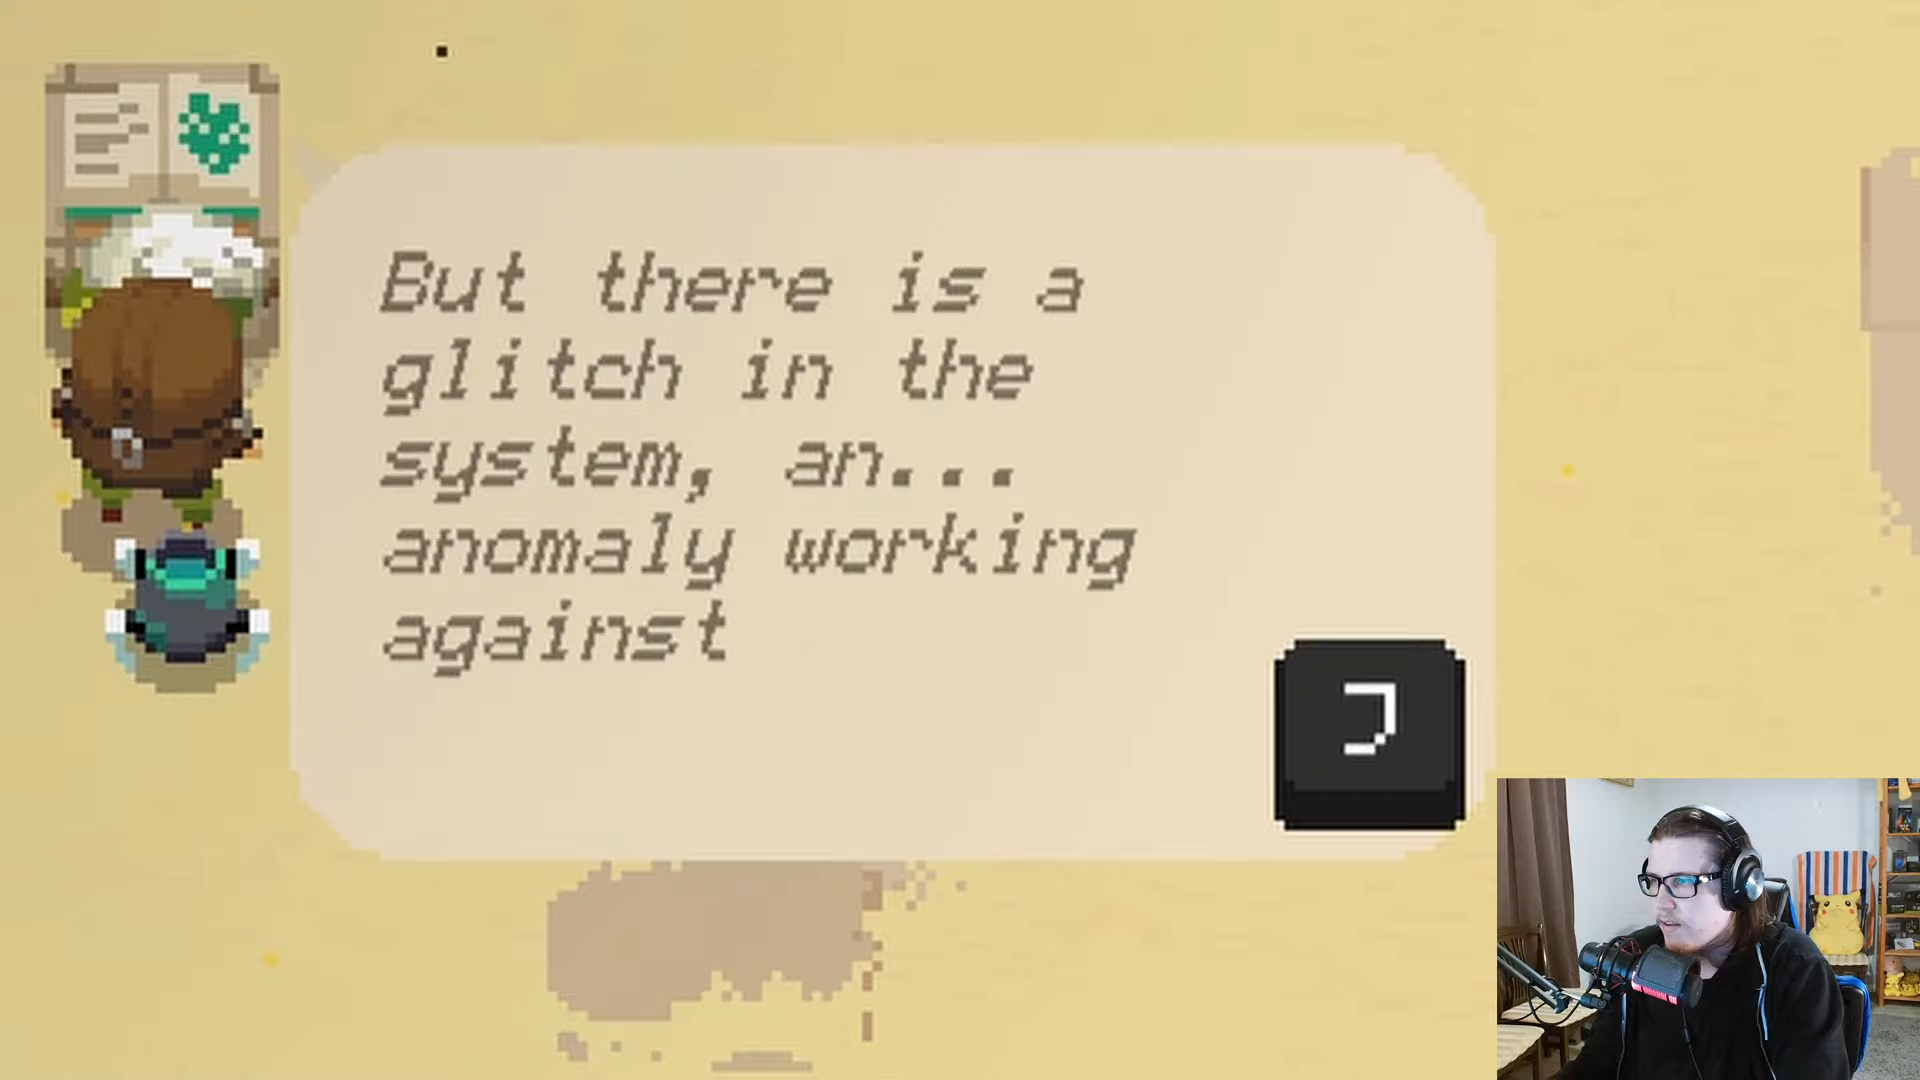 But there is a
glitch in the
system, an...
anomaly working
against
J